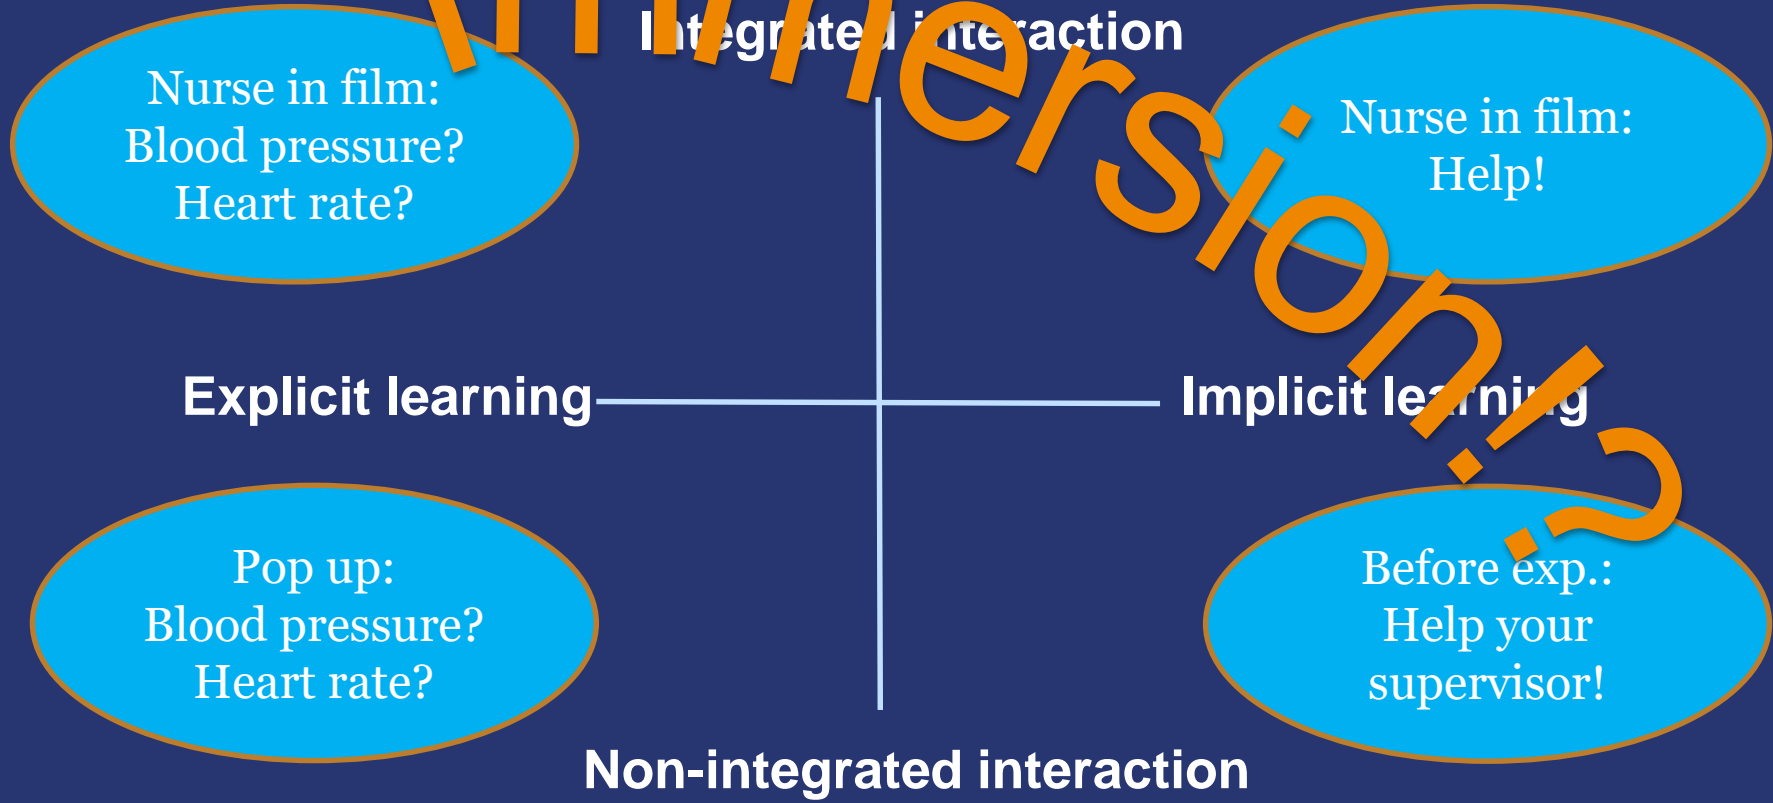 Integrated interaction
Nurse in film:
Blood pressure?
Heart rate?
Nurse in film:
Help!
Immersion!?
Explicit learning
Implicit learning
Pop up:
Blood pressure?
Heart rate?
Before exp.:
Help your
supervisor!
Non-integrated interaction